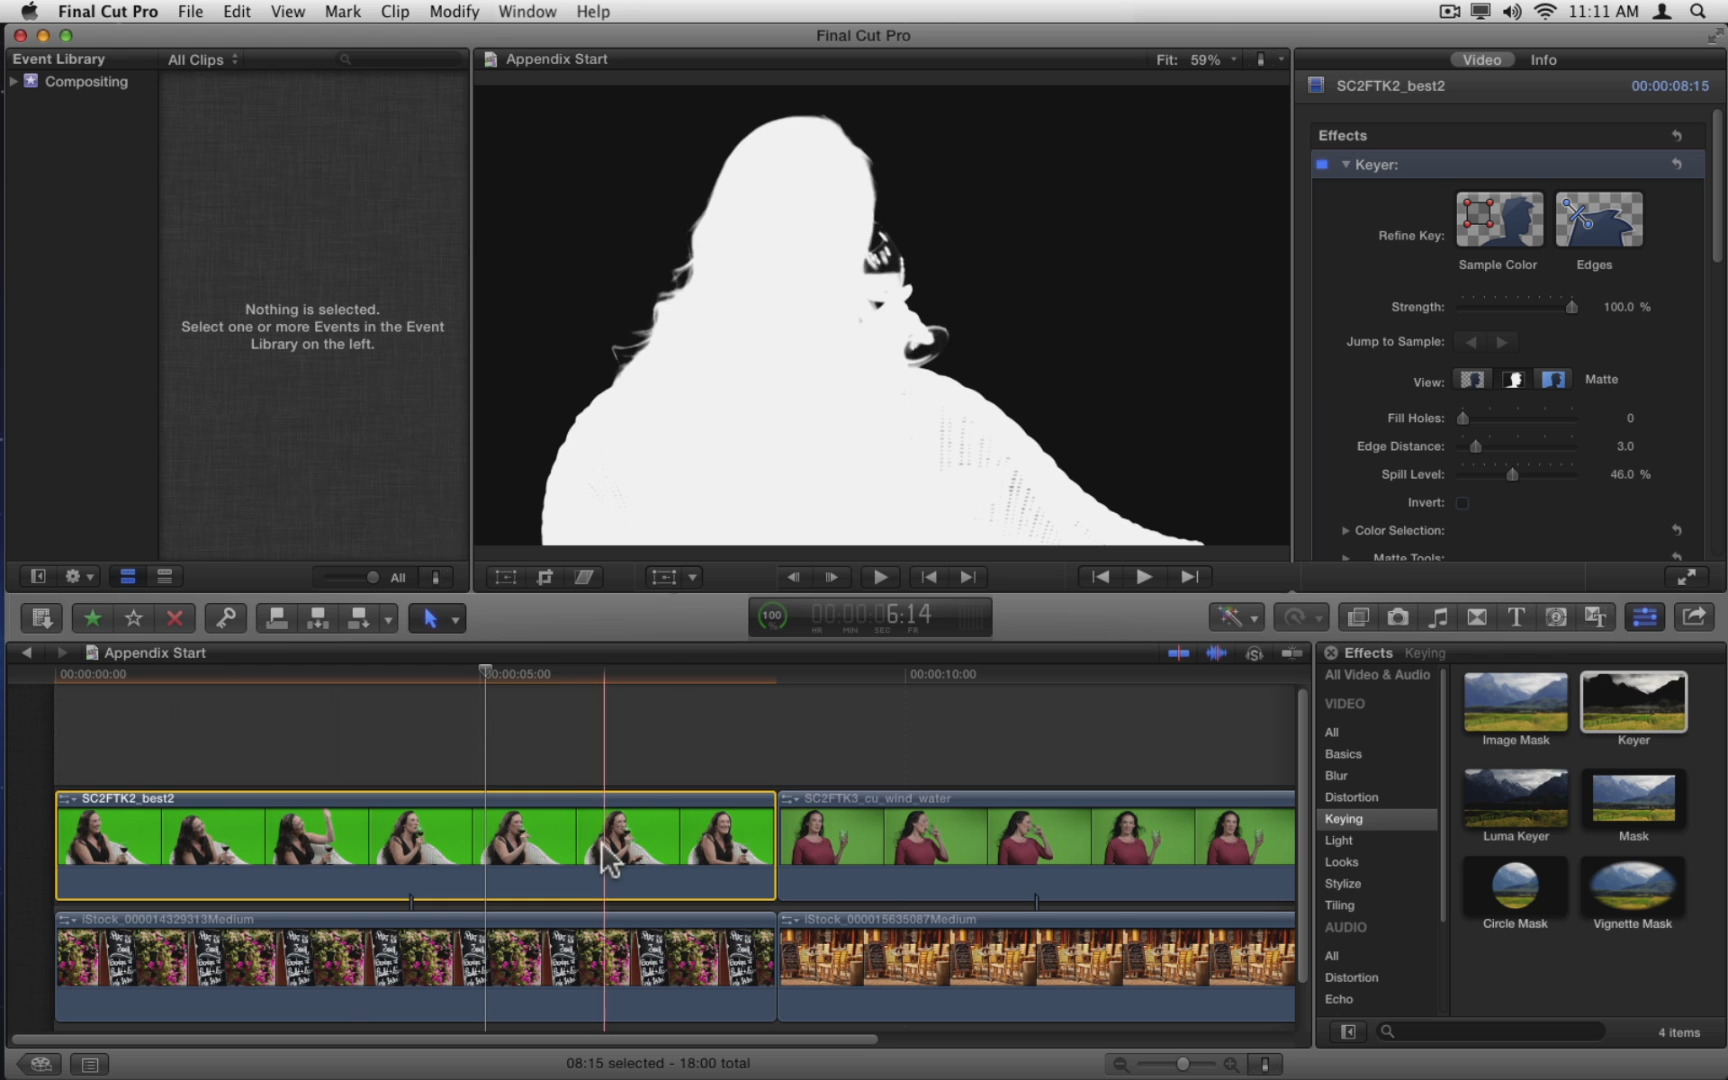 Final Cut Pro File Edit View Mark Clip Modify Window Help 11:11 AM
Final Cut Pro
Event Library All Clips
Compositing
Nothing is selected.
Select one or more Events in the Event
Library on the left.
All
Appendix Start Fit: 59%
Video Info
SC2FTK2_best2 00:00:08:15
Effects
Keyer:
Refine Key:
Sample Color Edges
Strength: 100.0 %
Jump to Sample:
View: Matte
Fill Holes: 0
Edge Distance: 3.0
Spill Level: 46.0 %
Invert:
Color Selection:
Matte Tools:
100 % 00:00:06:14
HR MIN SEC FR
Appendix Start
00:00:00:00 00:00:05:00 00:00:10:00
SC2FTK2_best2 SC2FTK3_cu_wind_water
iStock_000014329313Medium iStock_000015635087Medium
08:15 selected - 18:00 total
Effects Keying
All Video & Audio
VIDEO
All
Basics
Blur
Distortion
Keying
Light
Looks
Stylize
Tiling
AUDIO
All
Distortion
Echo
Image Mask Keyer
Luma Keyer Mask
Circle Mask Vignette Mask
4 items